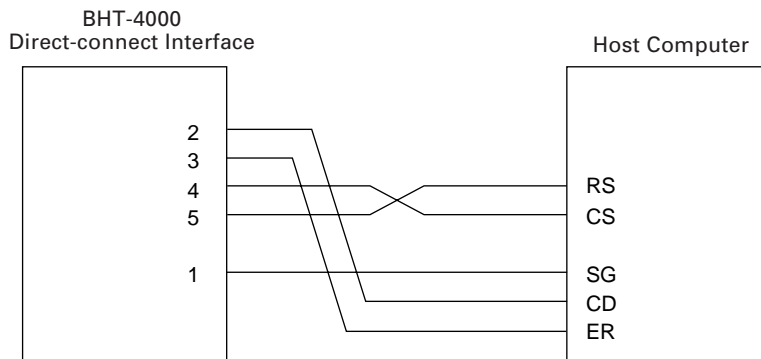 BHT-4000
Direct-connect Interface
Host Computer
2
3
4
5
1
RS
CS
SG
CD
ER